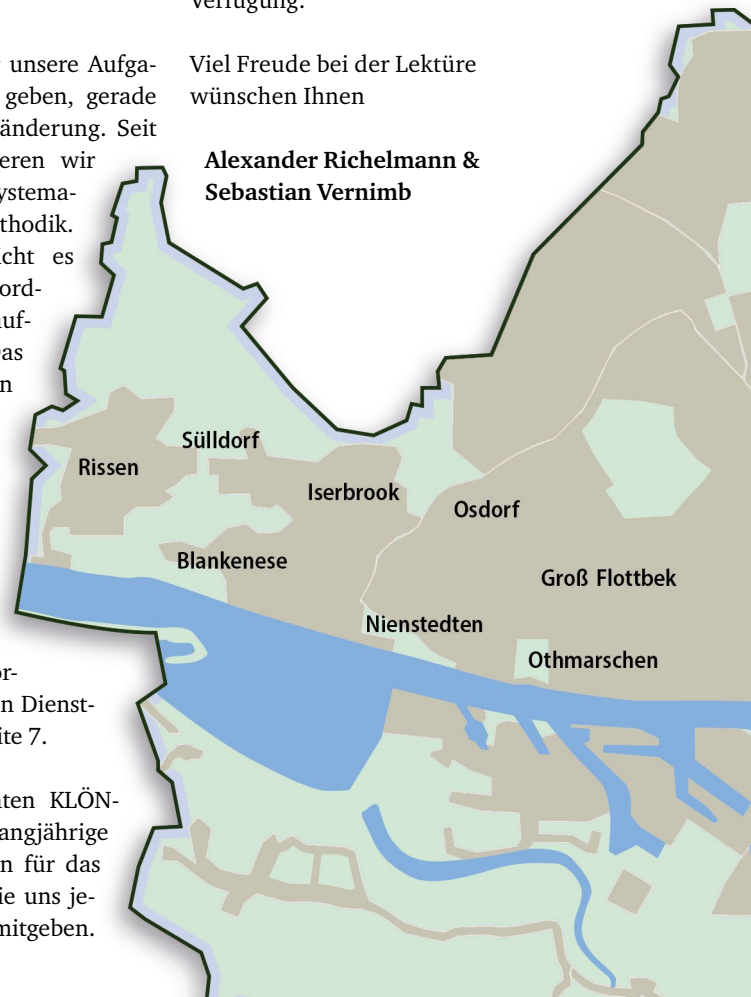 Verfügung.
Viel Freude bei der Lektüre
wünschen Ihnen
Alexander Richelmann &
Sebastian Vernimb
unsere Aufga-
geben, gerade
änderung. Seit
eren wir
ystema-
thodik.
icht es
ord-
uf-
as
n
or-
n Dienst-
ite 7.
ten KLÖN-
angjährige
n für das
ie uns je-
mitgeben.
Sülldorf
Rissen
Iserbrook
Osdorf
Blankenese
Groß Flottbek
Nienstedten
Othmarschen